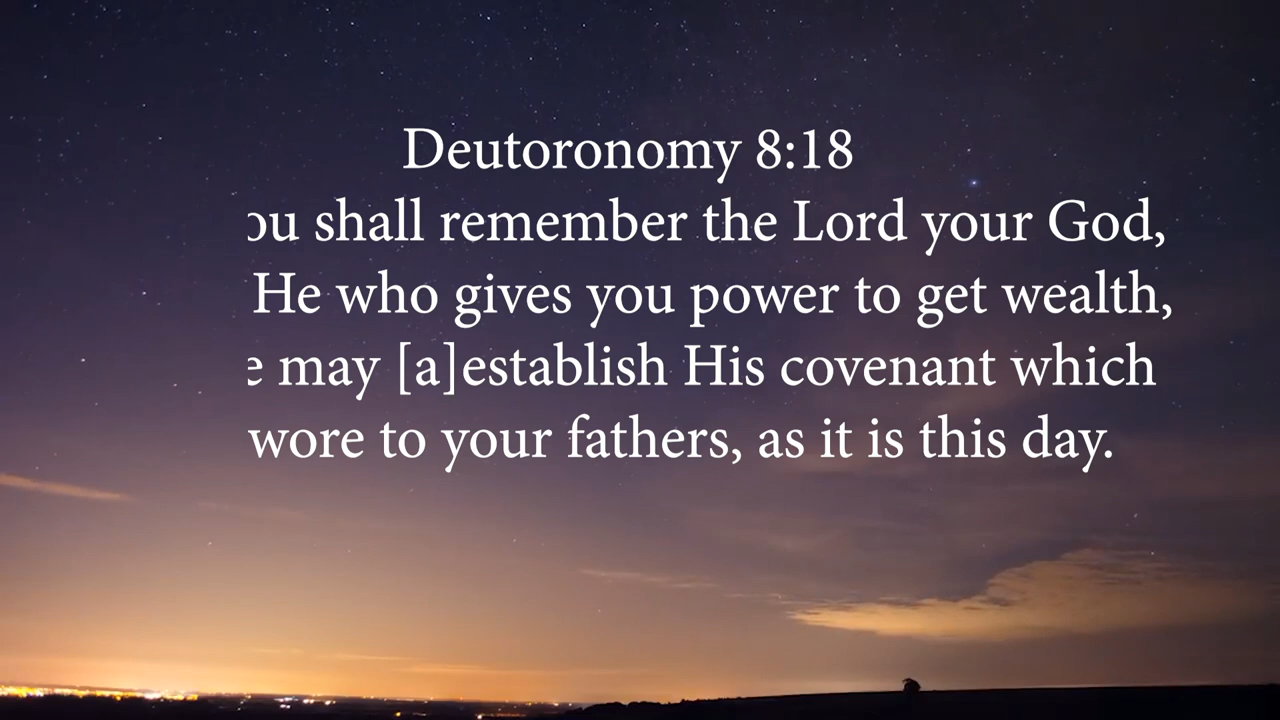 Deutoronomy 8:18
ou shall remember the Lord your God,
He who gives you power to get wealth,
e may [a]establish His covenant which
wore to your fathers, as it is this day.